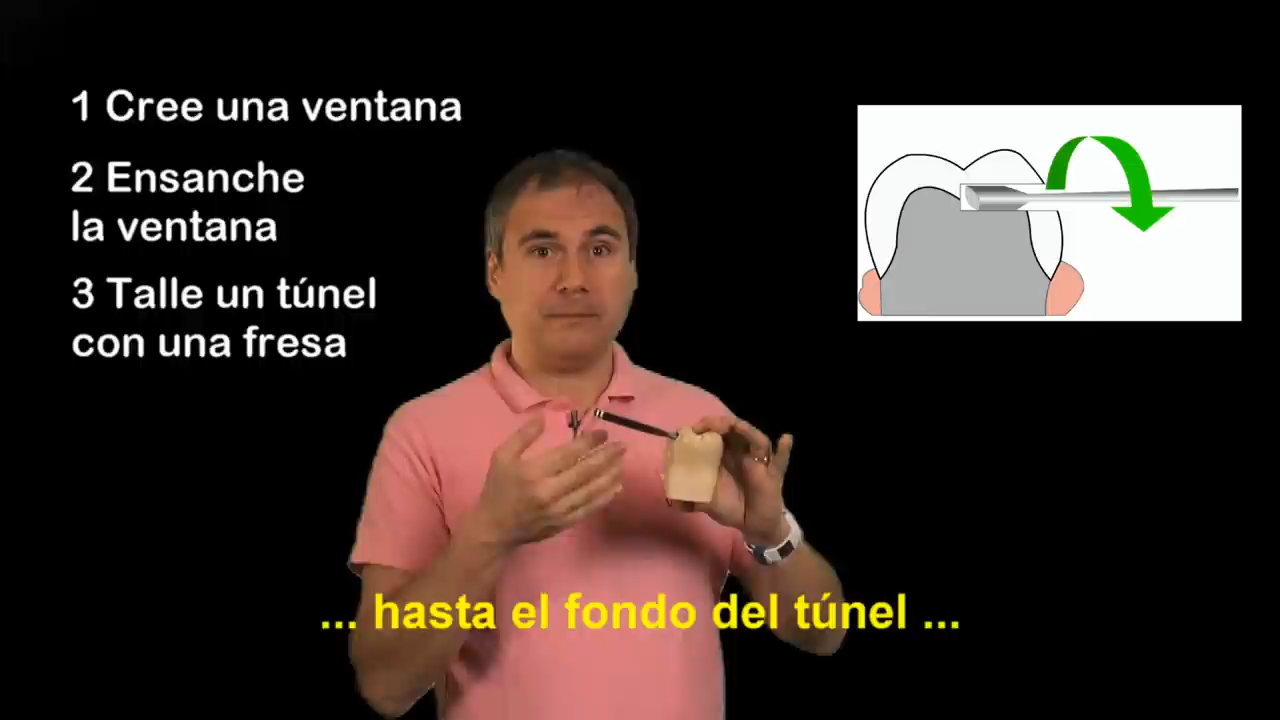 1 Cree una ventana
2 Ensanche
la ventana
3 Talle un túnel
con una fresa
... hasta el fondo del túnel ...